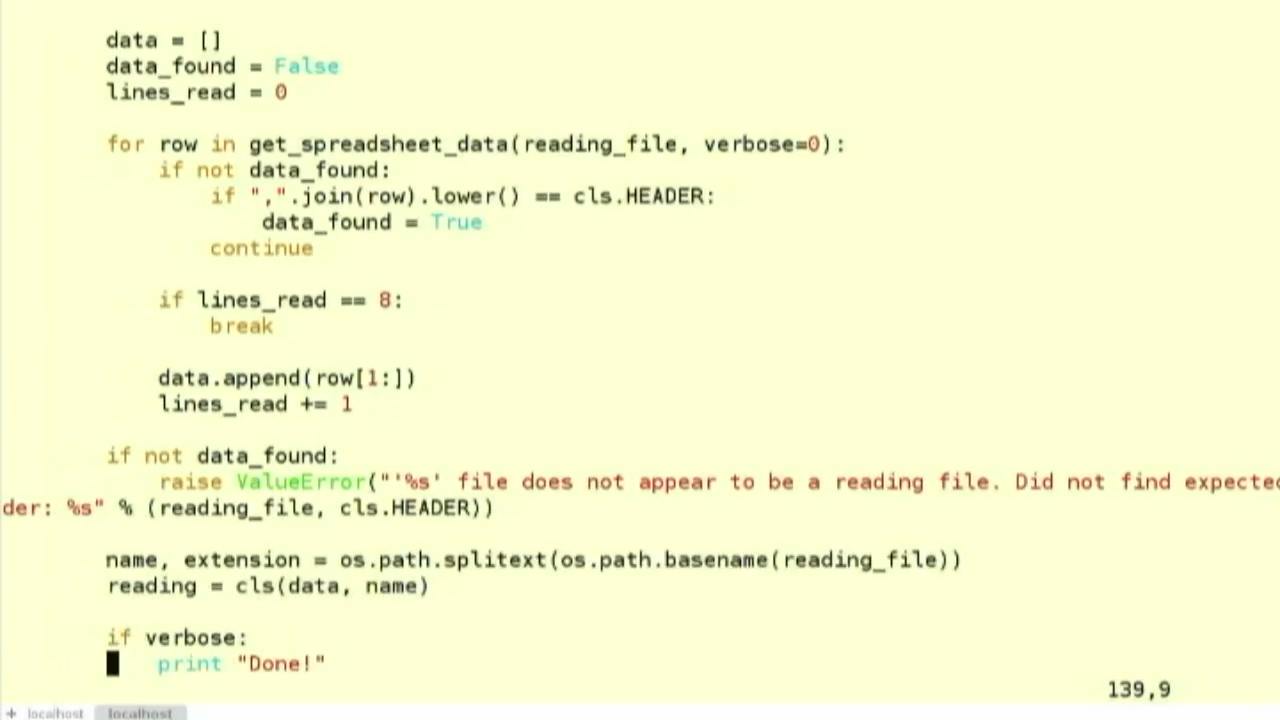 data = []
data_found = False
lines_read = 0
for row in get_spreadsheet_data(reading_file, verbose=0):
if not data_found:
if ",".join(row).lower() == cls.HEADER:
data_found = True
continue
if lines_read == 8:
break
data.append(row[1:])
lines_read += 1
if not data_found:
raise ValueError("'%s' file does not appear to be a reading file. Did not find expected
der: %s" % (reading_file, cls.HEADER))
name, extension = os.path.splitext(os.path.basename(reading_file))
reading = cls(data, name)
if verbose:
print "Done!"
139,9
+ localhost localhost